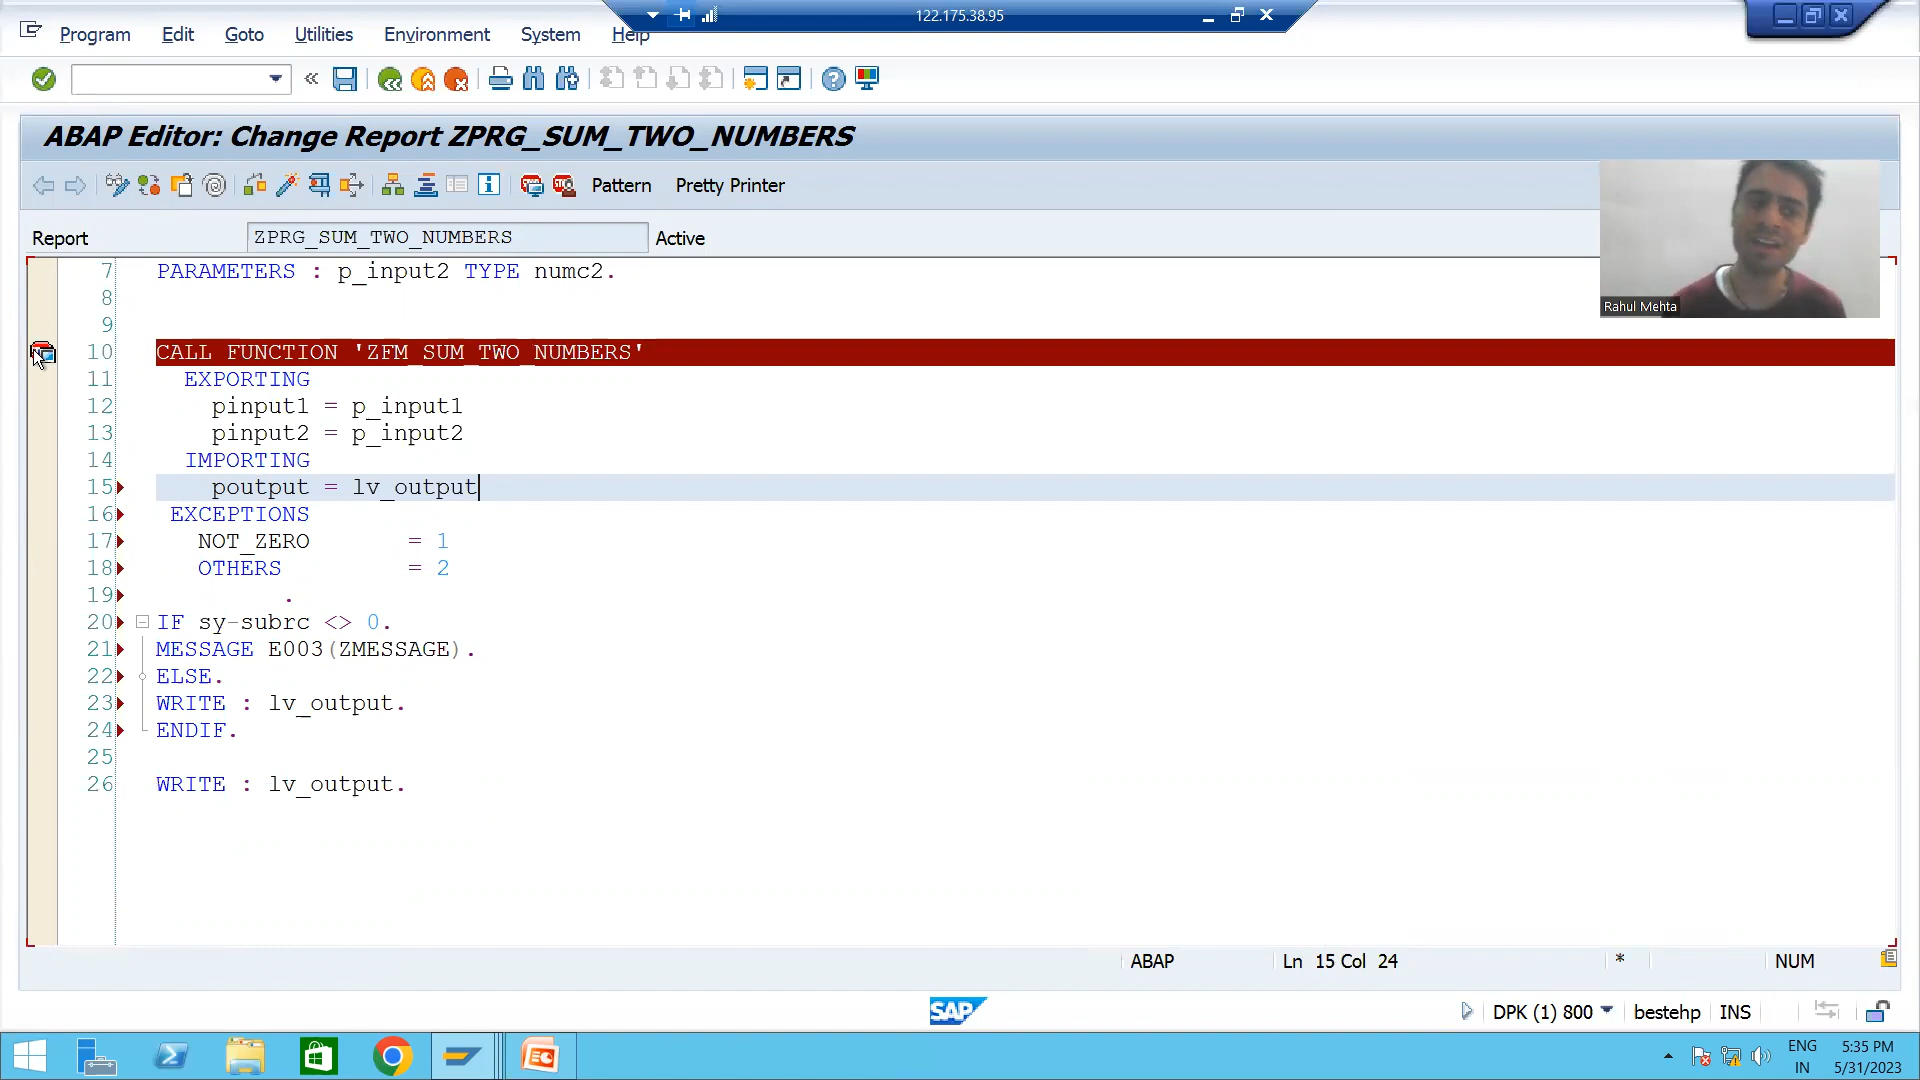 122.175.38.95
Program Edit Goto Utilities Environment System Help
ABAP Editor: Change Report ZPRG_SUM_TWO_NUMBERS
Pattern Pretty Printer
Report ZPRG_SUM_TWO_NUMBERS Active
Rahul Mehta
7 PARAMETERS : p_input2 TYPE numc2.
8
9
10 CALL FUNCTION 'ZFM_SUM_TWO_NUMBERS'
11 EXPORTING
12 pinput1 = p_input1
13 pinput2 = p_input2
14 IMPORTING
15 poutput = lv_output
16 EXCEPTIONS
17 NOT_ZERO = 1
18 OTHERS = 2
19 .
20 IF sy-subrc <> 0.
21 MESSAGE E003(ZMESSAGE).
22 ELSE.
23 WRITE : lv_output.
24 ENDIF.
25
26 WRITE : lv_output.
ABAP Ln 15 Col 24 * NUM
SAP DPK (1) 800 bestehp INS
ENG 5:35 PM
IN 5/31/2023